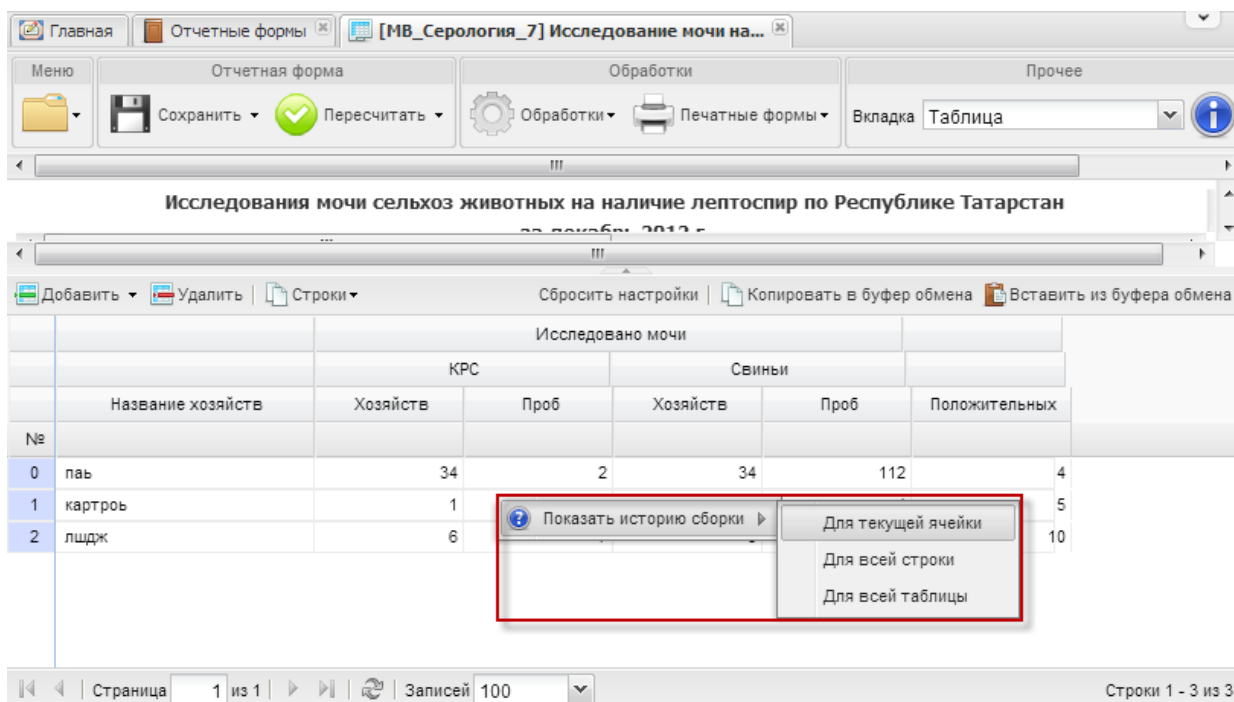 Главная Отчетные формы [МВ_Серология_7] Исследование мочи на...
Меню Отчетная форма Обработки Прочее
Сохранить Пересчитать Обработки Печатные формы Вкладка Таблица
Исследования мочи сельхоз животных на наличие лептоспир по Республике Татарстан
за декабрь 2012 г
Добавить Удалить Строки Сбросить настройки Копировать в буфер обмена Вставить из буфера обмена
Исследовано мочи
КРС Свиньи
Название хозяйств Хозяйств Проб Хозяйств Проб Положительных
№
0 паь 34 2 34 112 4
1 картроь 1 5
Показать историю сборки Для текущей ячейки
2 лшдж 6 10
Для всей строки
Для всей таблицы
Страница 1 из 1 Записей 100 Строки 1 - 3 из 3